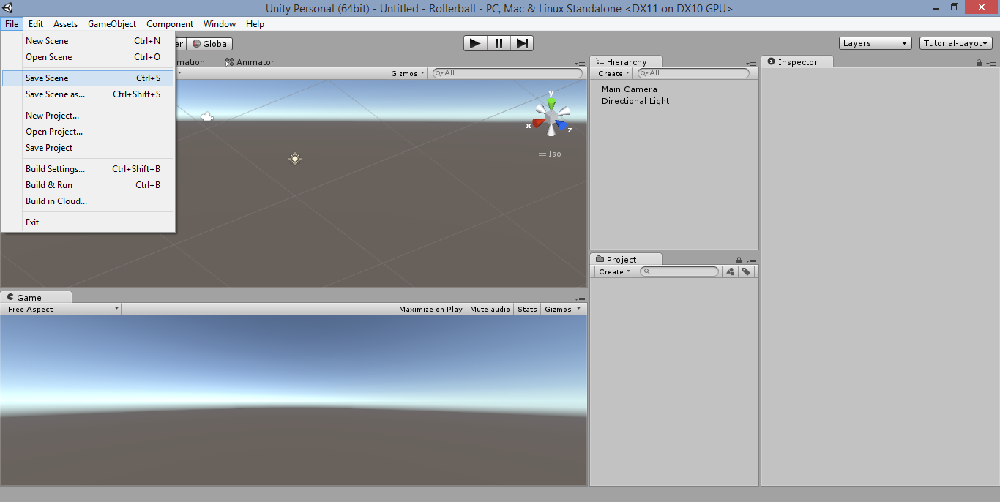 Unity Personal (64bit) - Untitled - Rollerball - PC, Mac & Linux Standalone <DX11 on DX10 GPU>
File Edit Assets GameObject Component Window Help
New Scene Ctrl+N
Open Scene Ctrl+O
Save Scene Ctrl+S
Save Scene as... Ctrl+Shift+S
New Project...
Open Project...
Save Project
Build Settings... Ctrl+Shift+B
Build & Run Ctrl+B
Build in Cloud...
Exit
er Global
Layers
Tutorial-Layou
mation Animator
Gizmos All
y
x
z
Iso
Hierarchy
Create All
Main Camera
Directional Light
Inspector
Project
Create
Game
Free Aspect Maximize on Play Mute audio Stats Gizmos